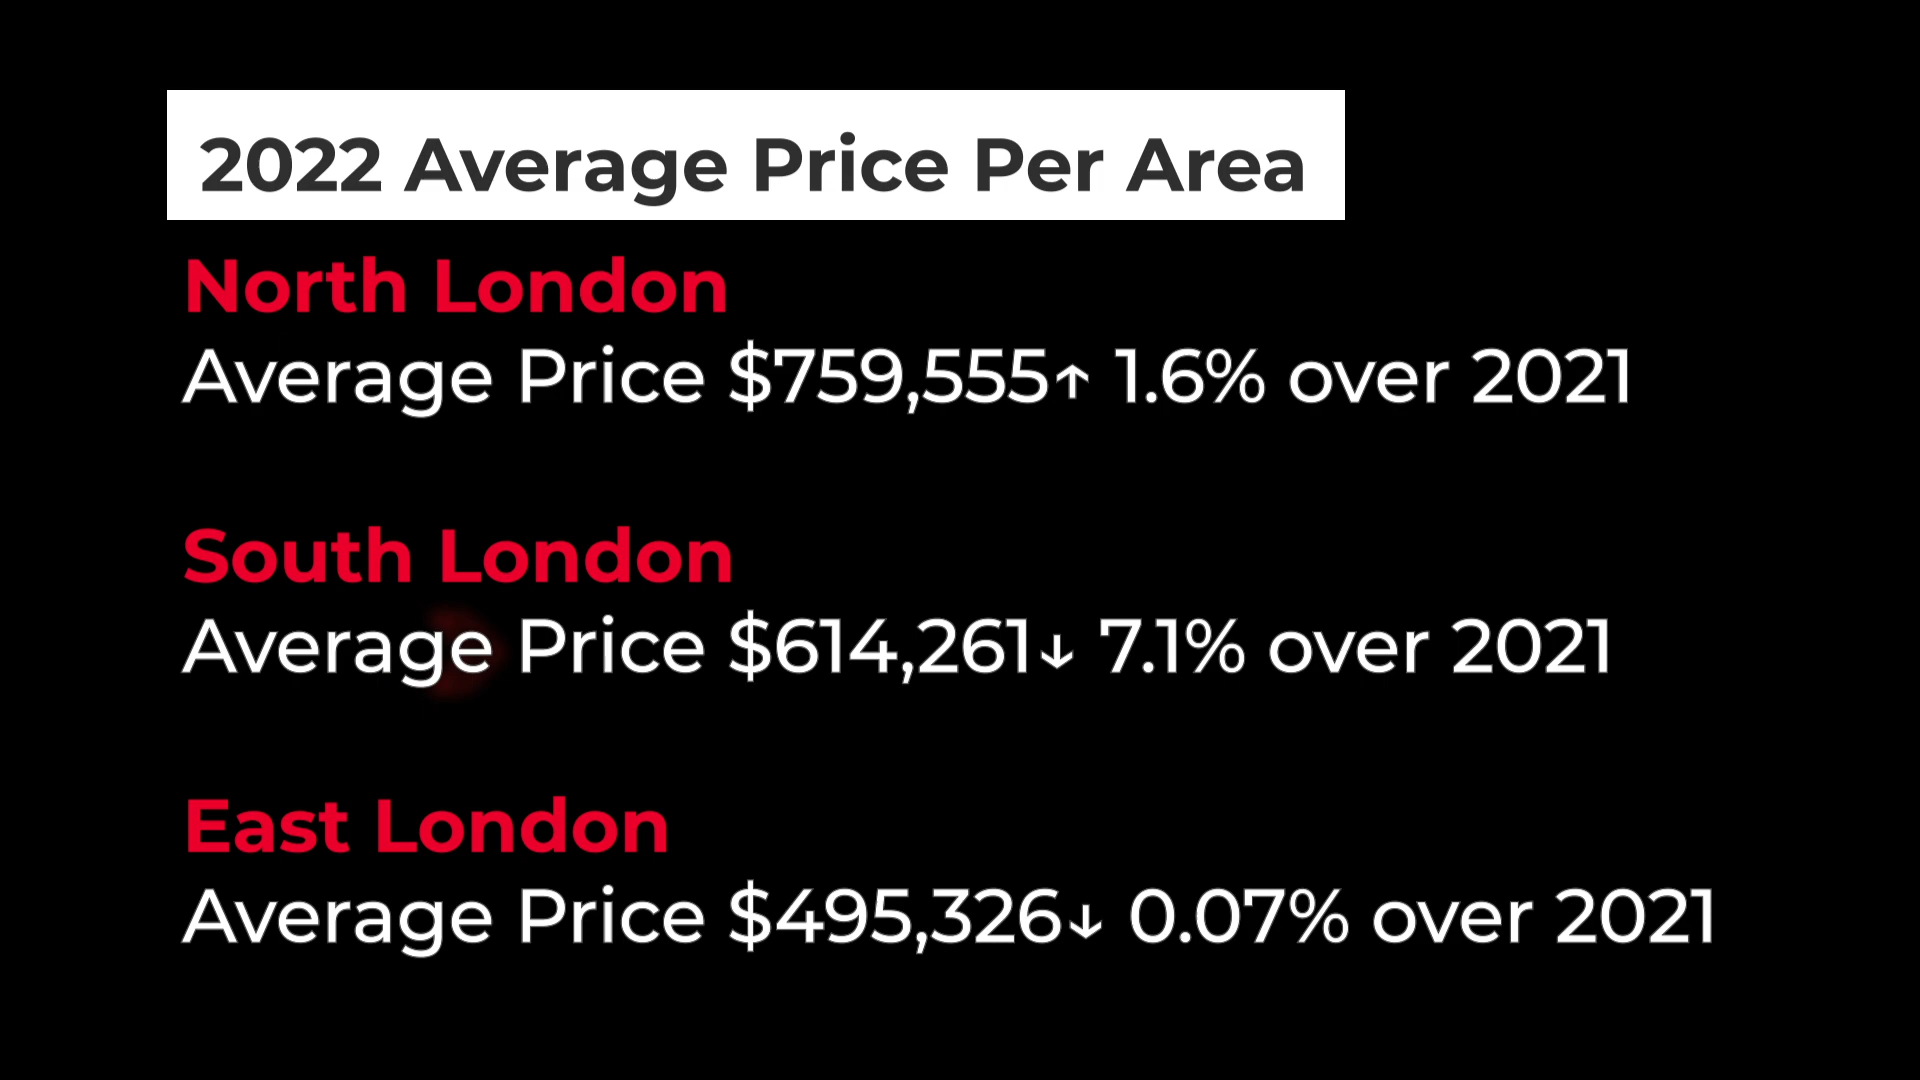 2022 Average Price Per Area
North London
Average Price $759,555↑ 1.6% over 2021
South London
Average Price $614,261↓ 7.1% over 2021
East London
Average Price $495,326↓ 0.07% over 2021